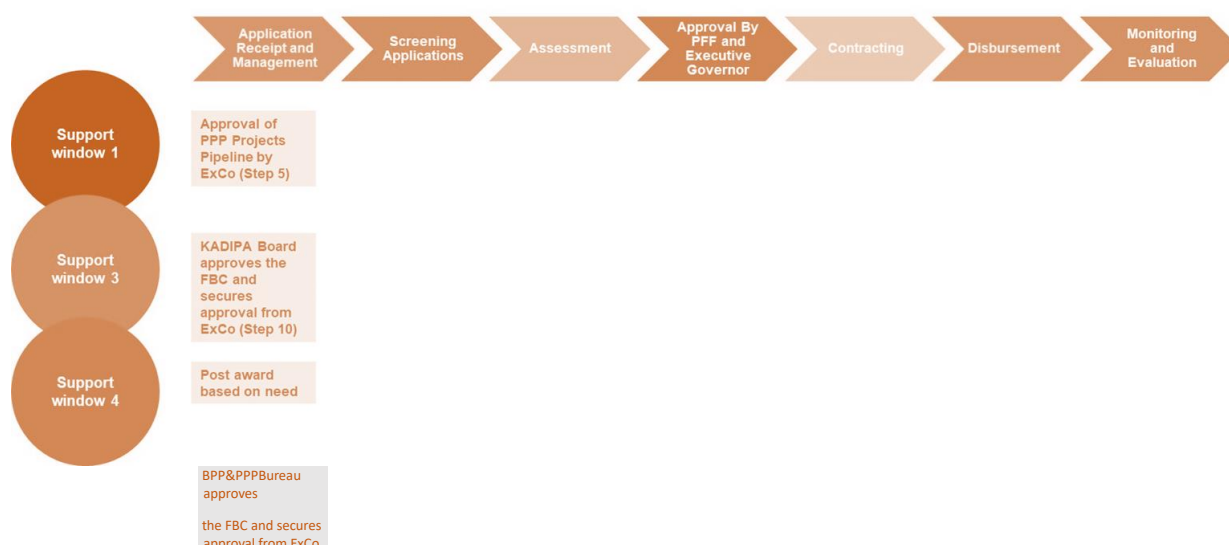 Application
Receipt and
Management
Screening
Applications
Assessment
Approval By
PFF and
Executive
Governor
Contracting
Disbursement
Monitoring
and
Evaluation
Support
window 1
Approval of
PPP Projects
Pipeline by
ExCo (Step 5)
Support
window 3
KADIPA Board
approves the
FBC and
secures
approval from
ExCo (Step 10)
Support
window 4
Post award
based on need
BPP&PPPBureau
approves
the FBC and secures
approval from ExCo